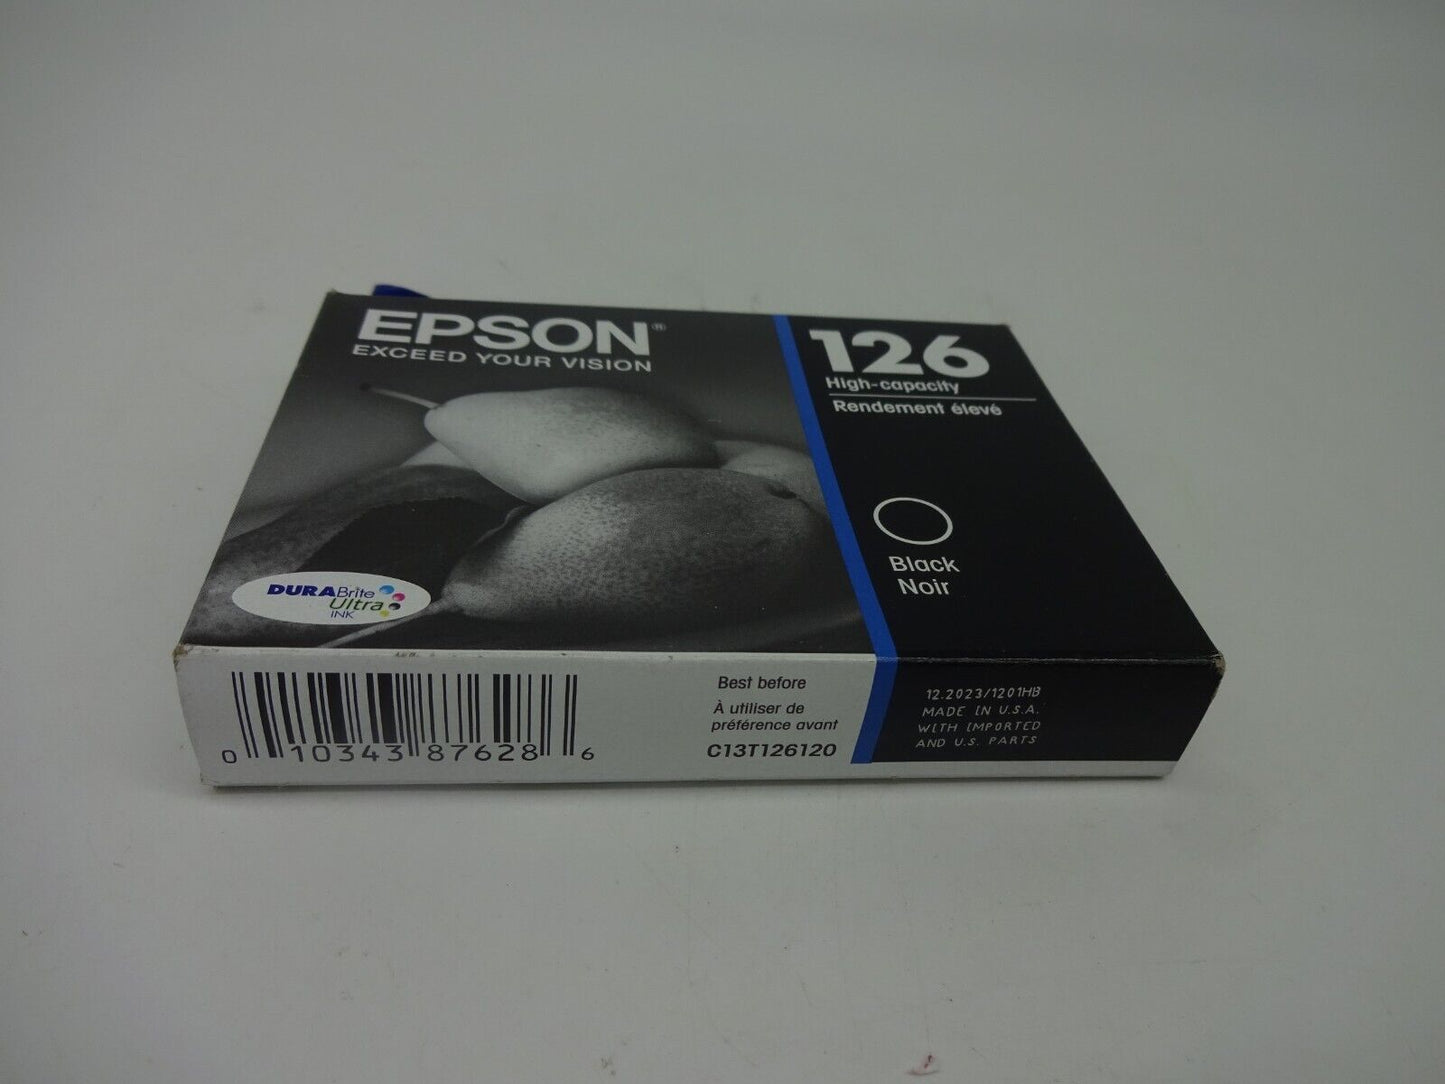 EPSON®
EXCEED YOUR VISION
126
High-capacity
Rendement élevé
Black
Noir
DURABrite
Ultra
INK
0 10343 87628 6
Best before
À utiliser de
préférence avant
C13T126120
12.2023/1201HB
MADE IN U.S.A.
WITH IMPORTED
AND U.S. PARTS